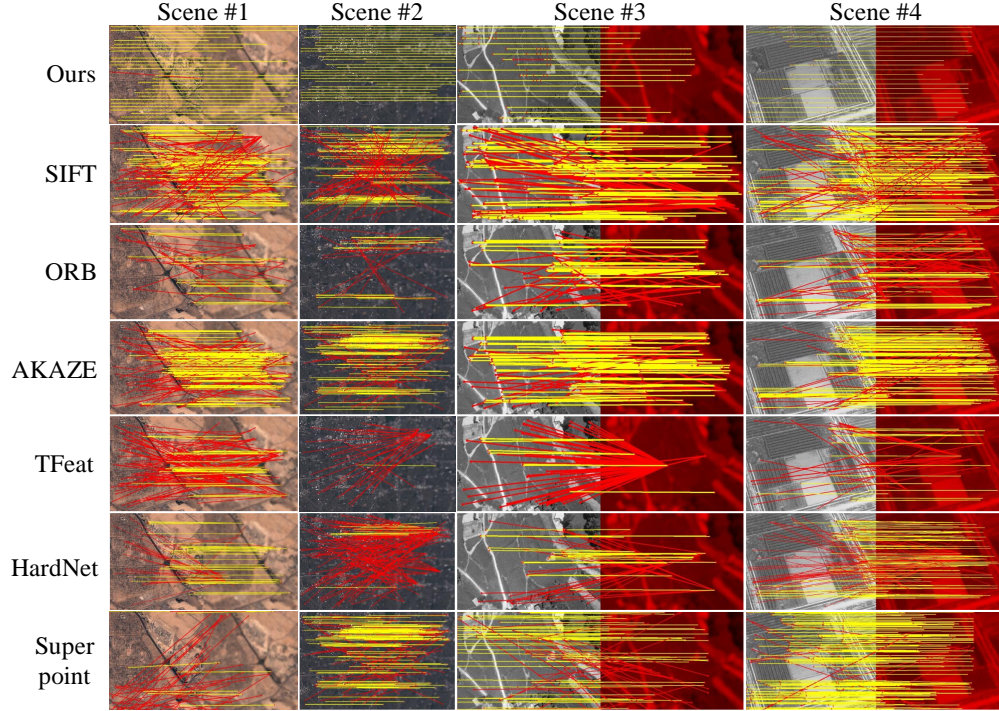 Scene #1 Scene #2 Scene #3 Scene #4
Ours
SIFT
ORB
AKAZE
TFeat
HardNet
Super
point